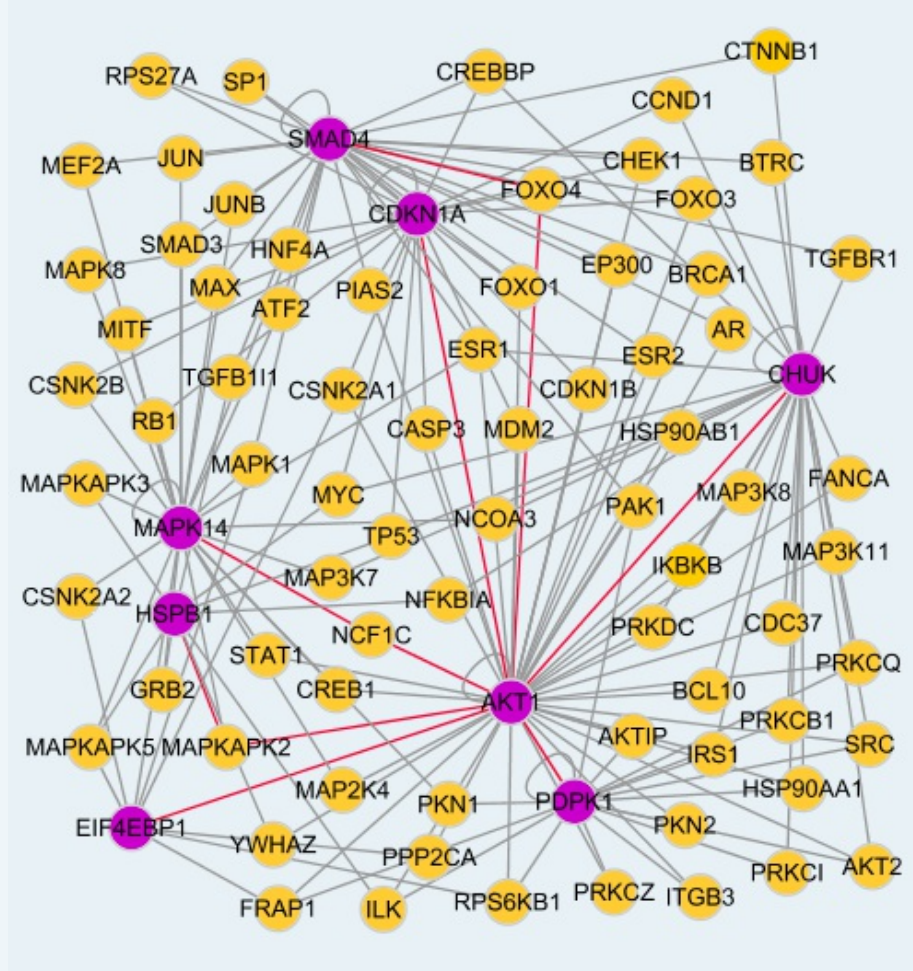 CTNNB1
RPS27A
SP1
CREBBP
CCND1
SMAD4
MEF2A
JUN
CHEK1
BTRC
FOXO4
FOXO3
JUNB
CDKN1A
SMAD3
HNF4A
MAPK8
EP300
BRCA1
TGFBR1
MAX
PIAS2
FOXO1
ATF2
MITF
AR
ESR1
ESR2
CSNK2B
TGFB1I1
CSNK2A1
CDKN1B
CHUK
RB1
CASP3
MDM2
HSP90AB1
MAPKAPK3
MAPK1
MYC
PAK1
MAP3K8
FANCA
MAPK14
TP53
NCOA3
MAP3K11
IKBKB
MAP3K7
CSNK2A2
NFKBIA
HSPB1
NCF1C
PRKDC
CDC37
STAT1
PRKCQ
GRB2
CREB1
AKT1
BCL10
PRKCB1
MAPKAPK5
MAPKAPK2
AKTIP
IRS1
SRC
MAP2K4
PKN1
PDPK1
HSP90AA1
EIF4EBP1
YWHAZ
PKN2
PPP2CA
PRKCI
AKT2
FRAP1
ILK
RPS6KB1
PRKCZ
ITGB3